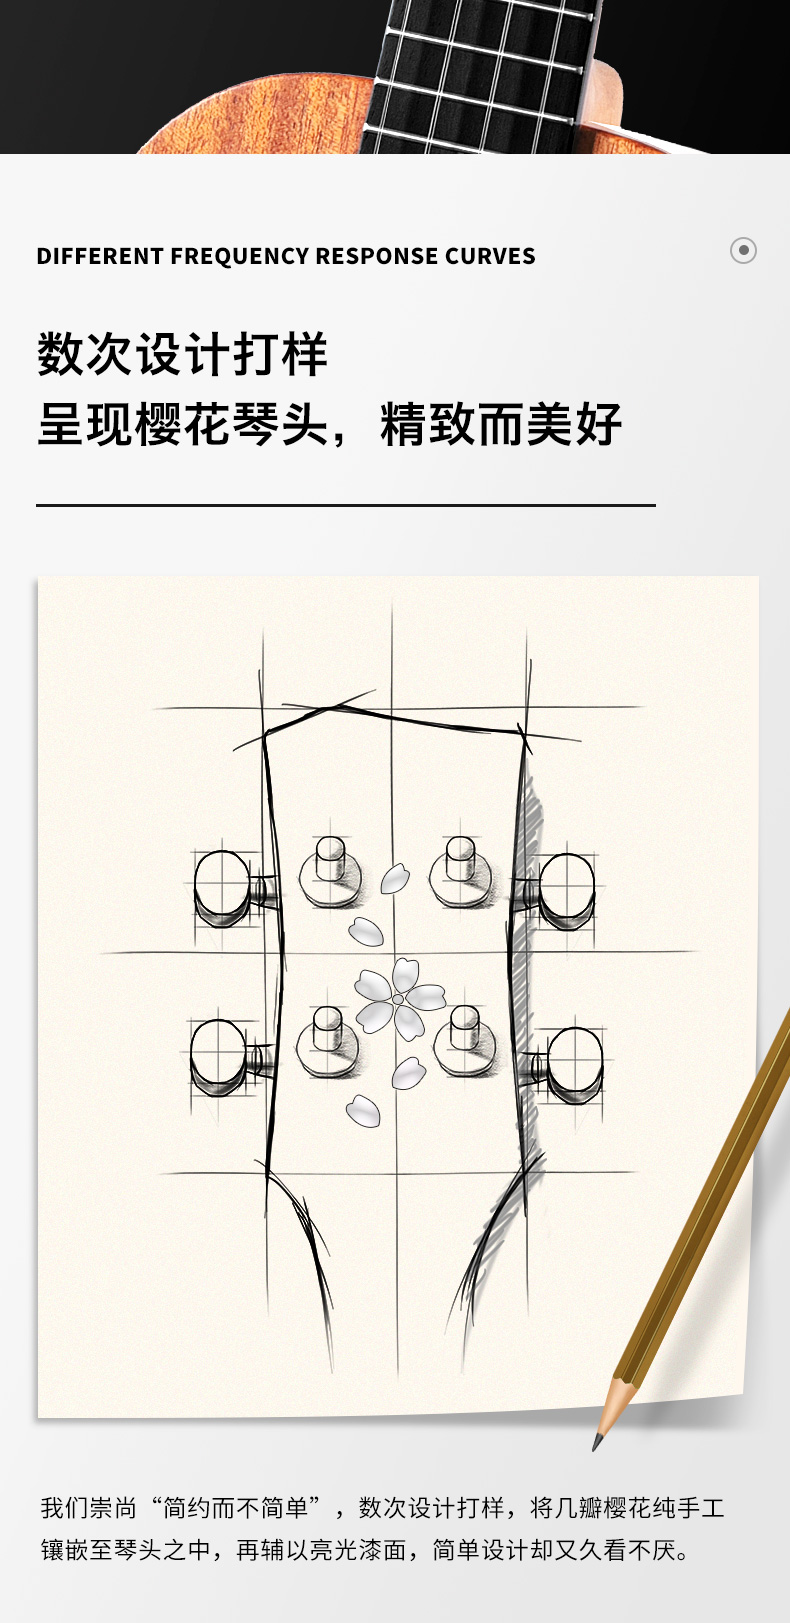 DIFFERENT FREQUENCY RESPONSE CURVES
数次设计打样
呈现樱花琴头，精致而美好
我们崇尚“简约而不简单”，数次设计打样，将几瓣樱花纯手工
镶嵌至琴头之中，再辅以亮光漆面，简单设计却又久看不厌。